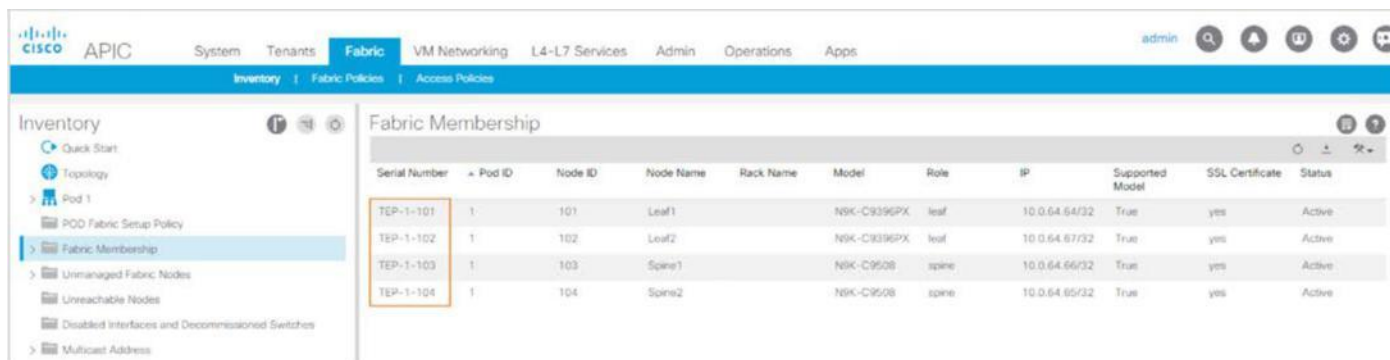 admin
CISCO APIC System Tenants Fabric VM Networking L4-L7 Services Admin Operations Apps
Inventory | Fabric Policies | Access Policies
Inventory
Quick Start
Topology
Pod 1
POD Fabric Setup Policy
Fabric Membership
Unmanaged Fabric Nodes
Unreachable Nodes
Disabled Interfaces and Decommissioned Switches
Multicast Address
Fabric Membership
Serial Number Pod ID Node ID Node Name Rack Name Model Role IP Supported Model SSL Certificate Status
TEP-1-101 1 101 Leaf1 N9K-C9396PX leaf 10.0.64.64/32 True yes Active
TEP-1-102 1 102 Leaf2 N9K-C9396PX leaf 10.0.64.67/32 True yes Active
TEP-1-103 1 103 Spine1 N9K-C9508 spine 10.0.64.66/32 True yes Active
TEP-1-104 1 104 Spine2 N9K-C9508 spine 10.0.64.65/32 True yes Active